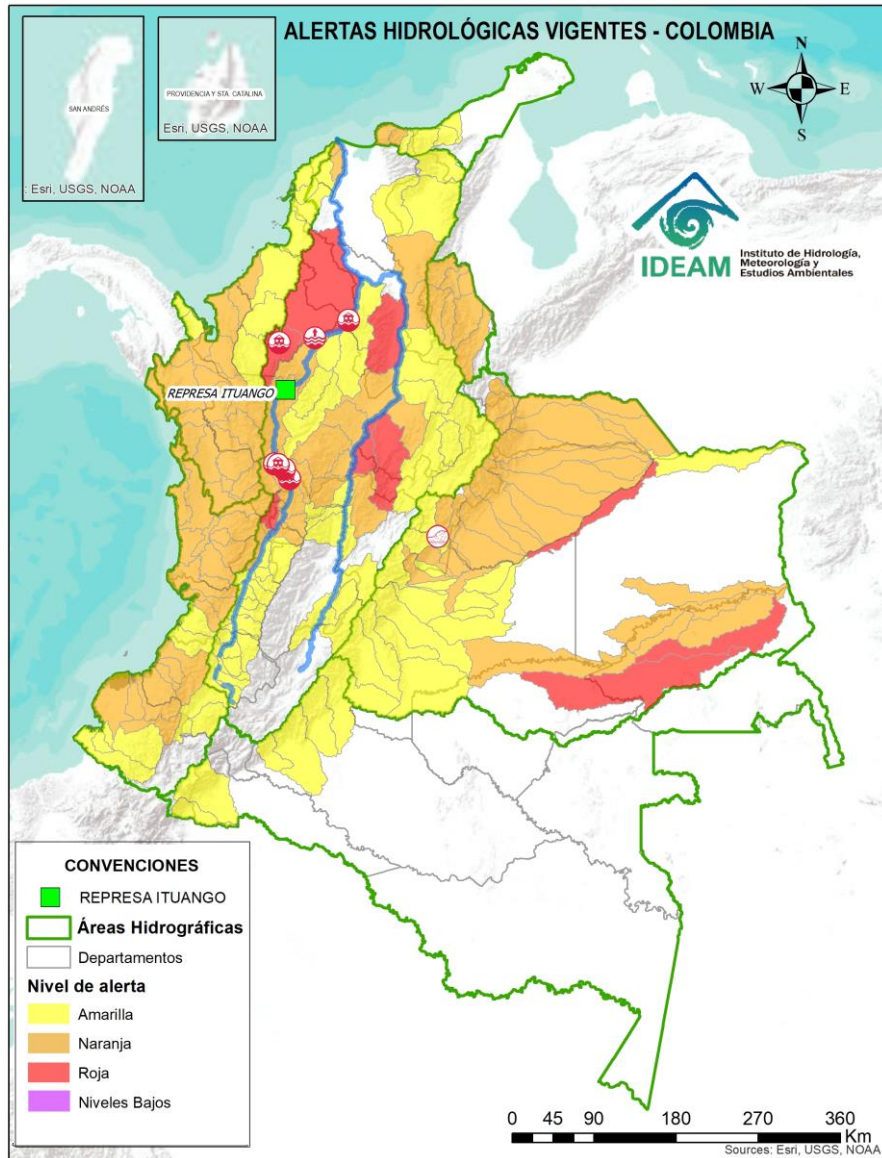 ALERTAS HIDROLÓGICAS VIGENTES - COLOMBIA
SAN ANDRÉS
: Esri, USGS, NOAA
PROVIDENCIA Y STA. CATALINA
Esri, USGS, NOAA
N
W
E
S
IDEAM
Instituto de Hidrología,
Meteorología y
Estudios Ambientales
REPRESA ITUANGO
CONVENCIONES
REPRESA ITUANGO
Áreas Hidrográficas
Departamentos
Nivel de alerta
Amarilla
Naranja
Roja
Niveles Bajos
0 45 90 180 270 360
Km
Sources: Esri, USGS, NOAA